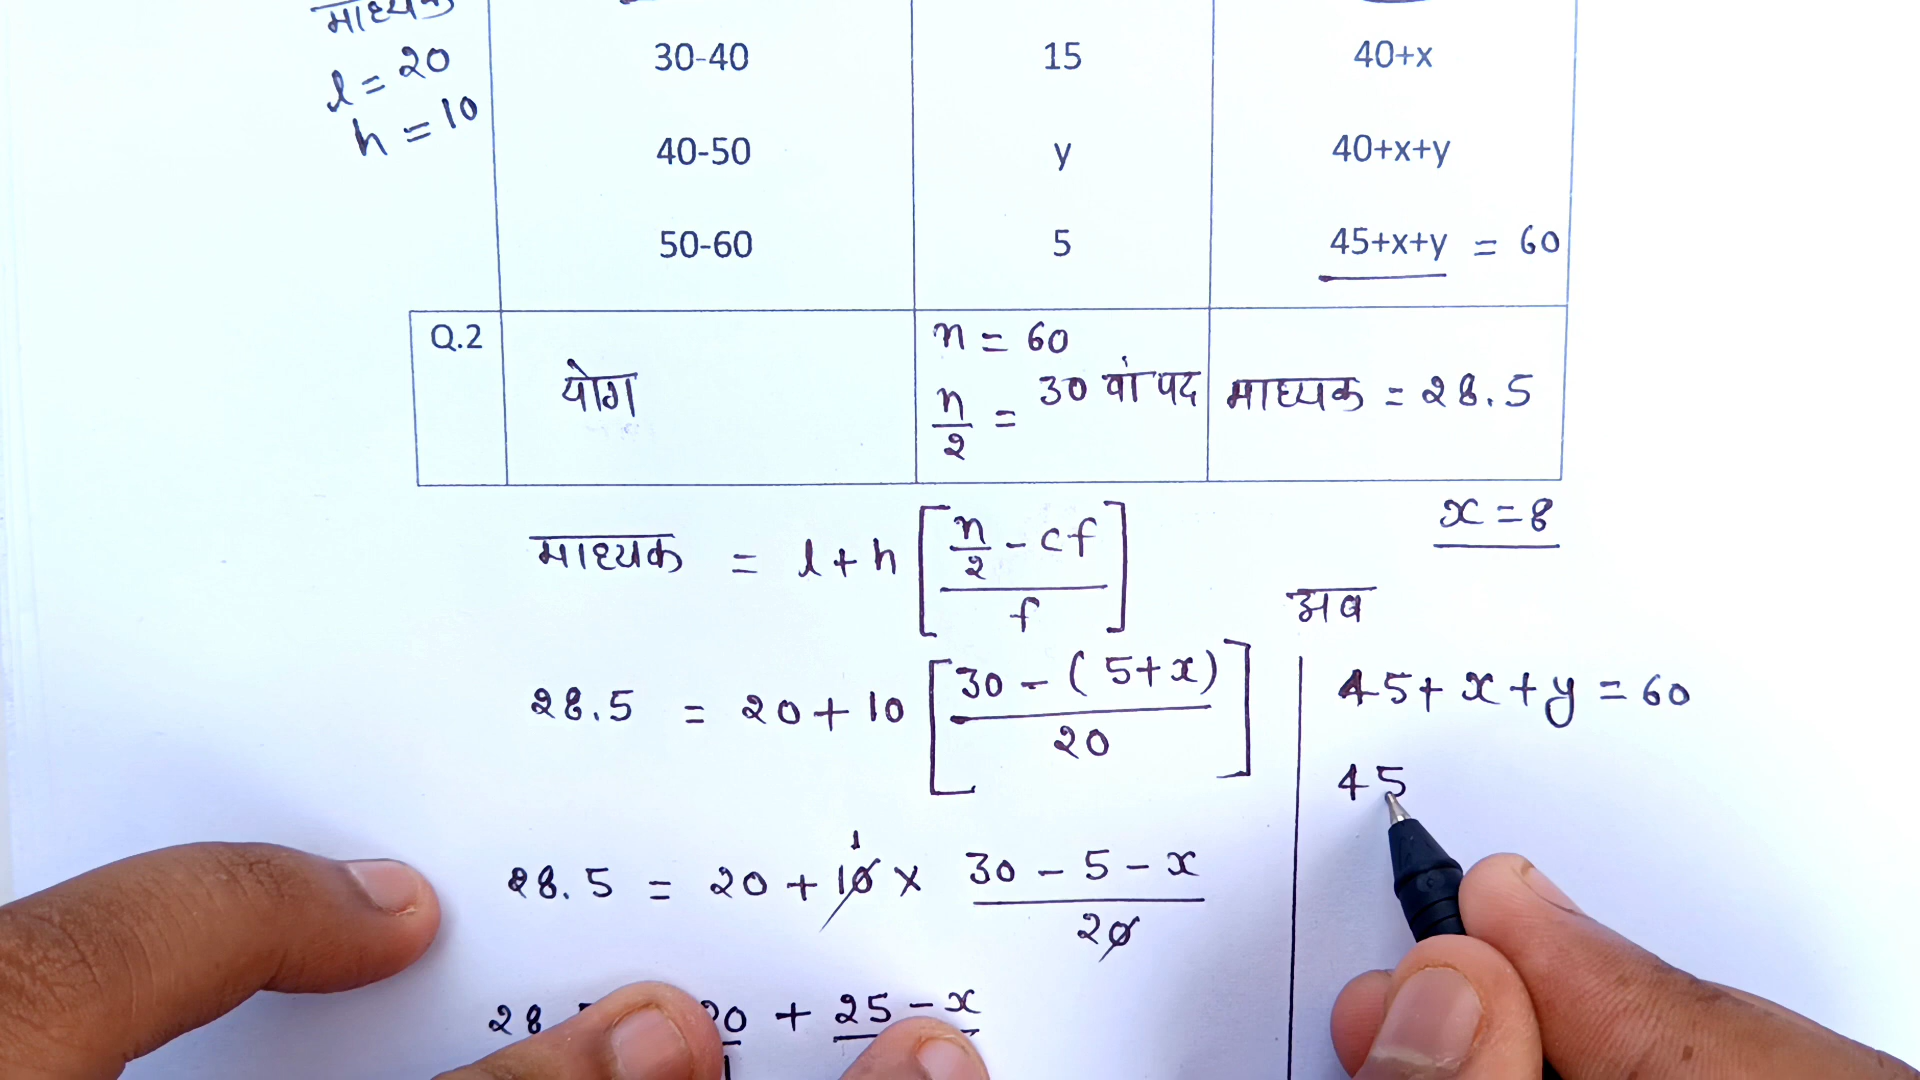 माध्यक
l = 20
h = 10
30-40 15 40+x
40-50 y 40+x+y
50-60 5 45+x+y = 60
Q.2 योग n = 60
n/2 = 30 वां पद माध्यक = 28.5
x = 8
माध्यक = l + h [ (n/2 - cf) / f ]
अब
28.5 = 20 + 10 [ (30 - (5+x)) / 20 ]
45 + x + y = 60
45
28.5 = 20 + 10 × (30 - 5 - x) / 20
1
28 20 + 25 - x